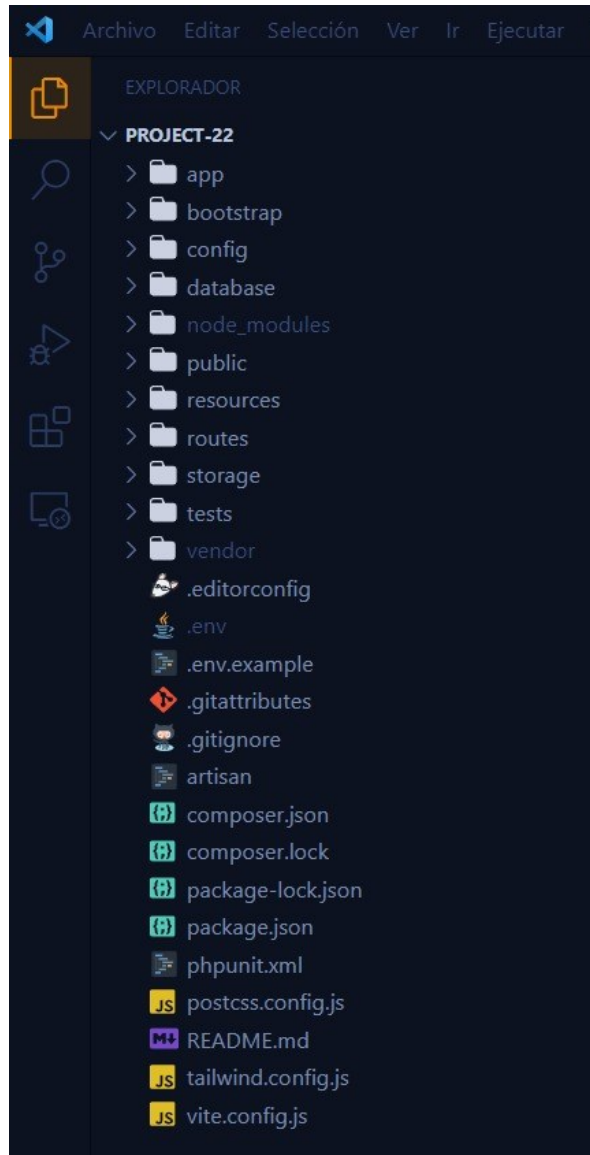 Archivo Editar Selección Ver Ir Ejecutar
EXPLORADOR
PROJECT-22
app
bootstrap
config
database
node_modules
public
resources
routes
storage
tests
vendor
.editorconfig
.env
.env.example
.gitattributes
.gitignore
artisan
composer.json
composer.lock
package-lock.json
package.json
phpunit.xml
JS postcss.config.js
M↓ README.md
JS tailwind.config.js
JS vite.config.js